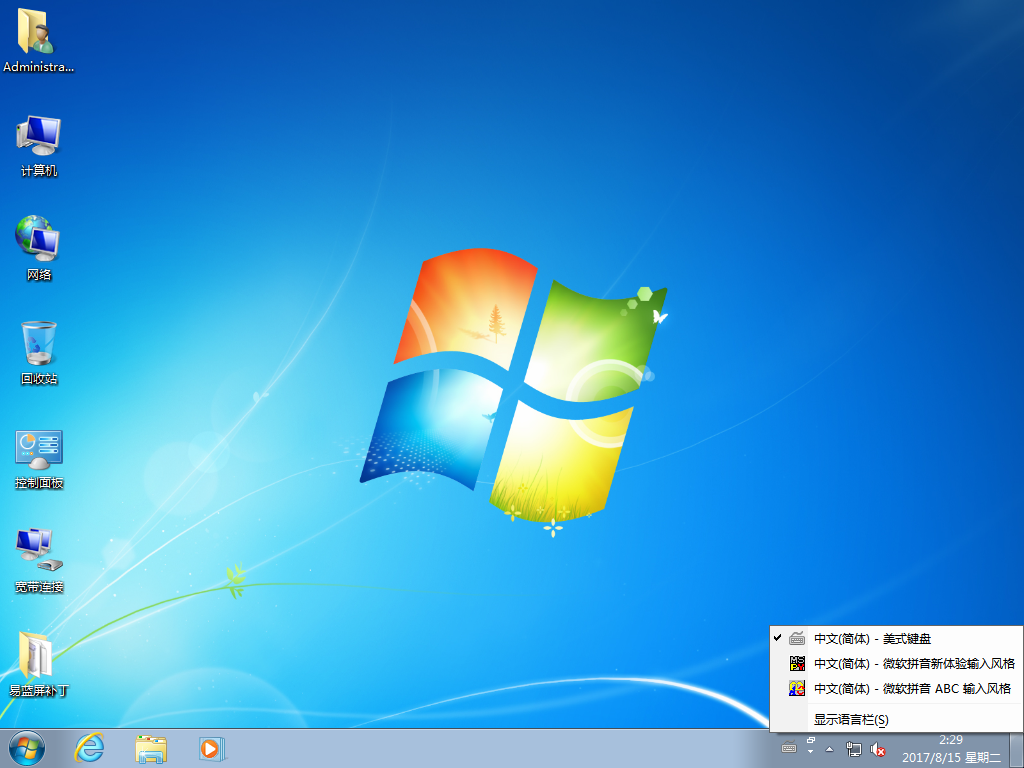 Administra...
计算机
网络
回收站
控制面板
宽带连接
易蓝屏补丁
中文(简体) - 美式键盘
中文(简体) - 微软拼音新体验输入风格
中文(简体) - 微软拼音 ABC 输入风格
显示语言栏(S)
2:29
2017/8/15 星期二